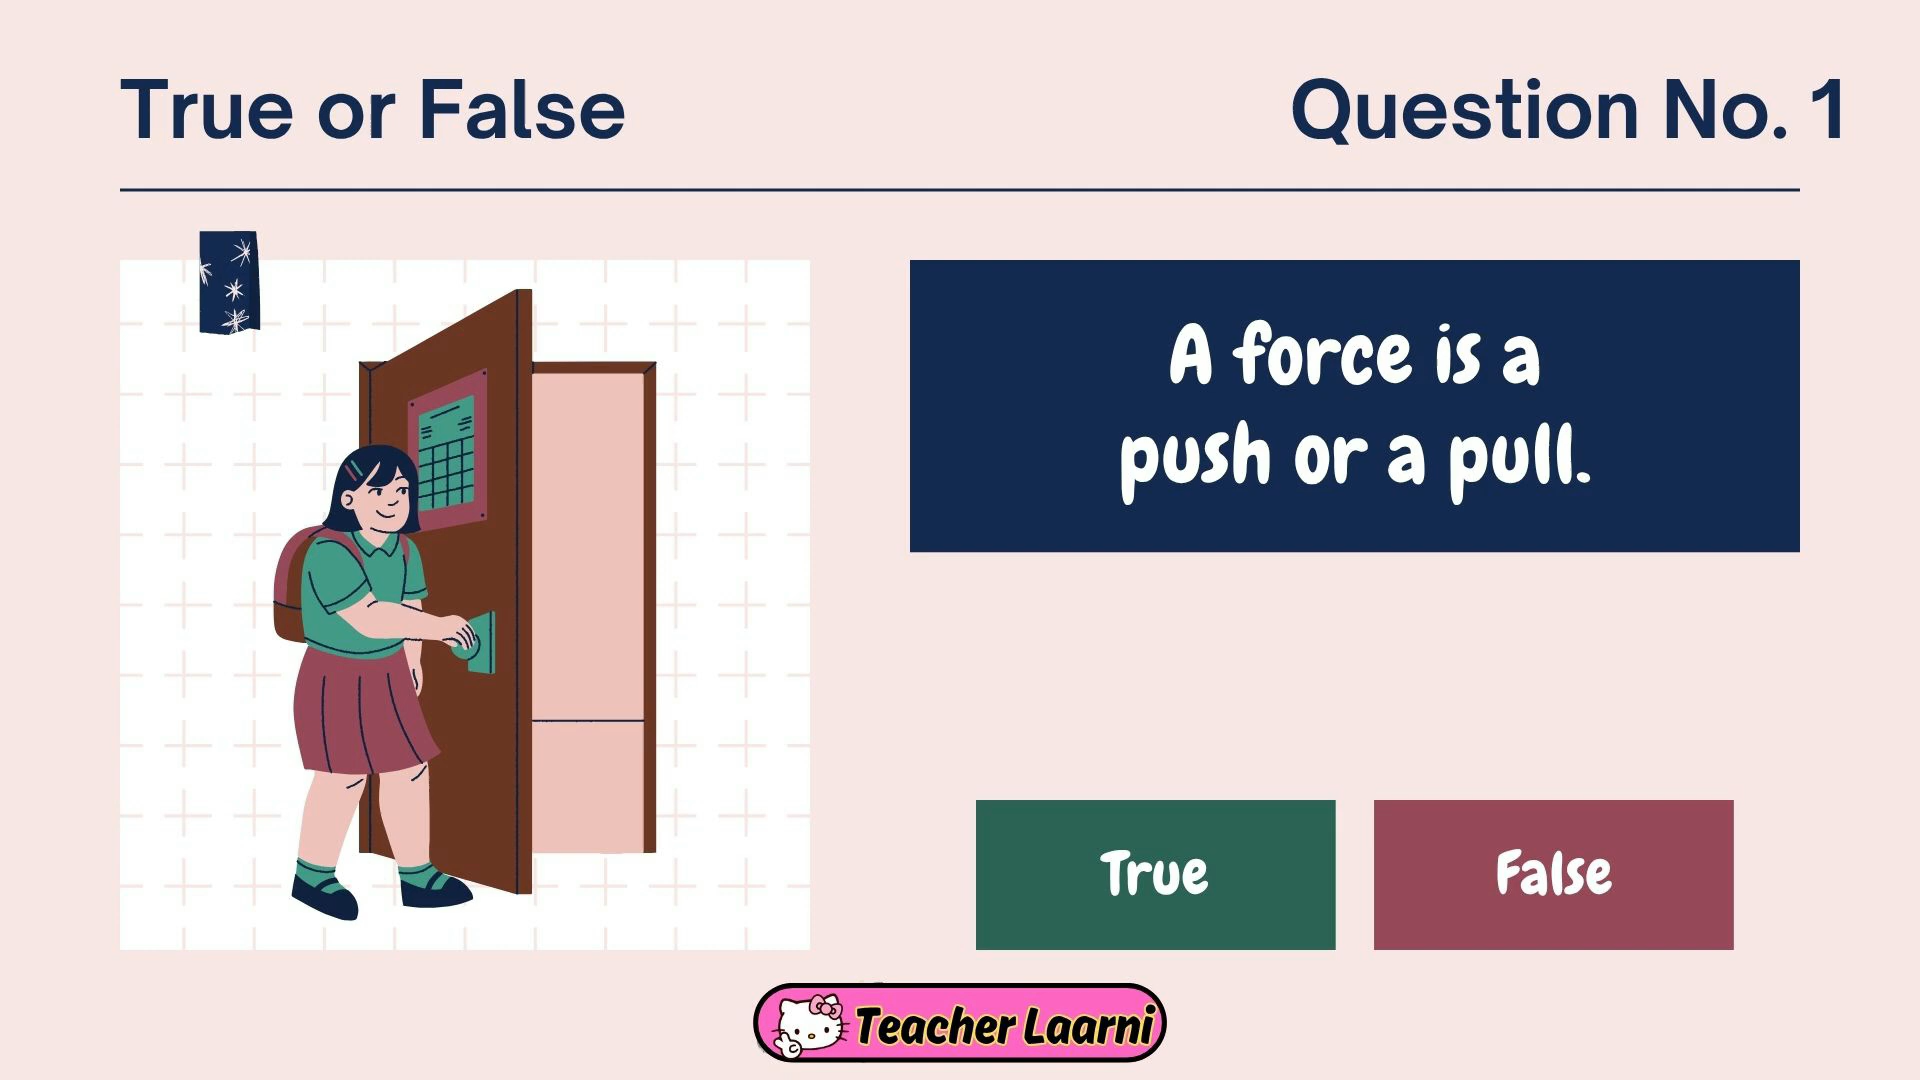 True or False
Question No. 1
A force is a
push or a pull.
True
False
Teacher Laarni